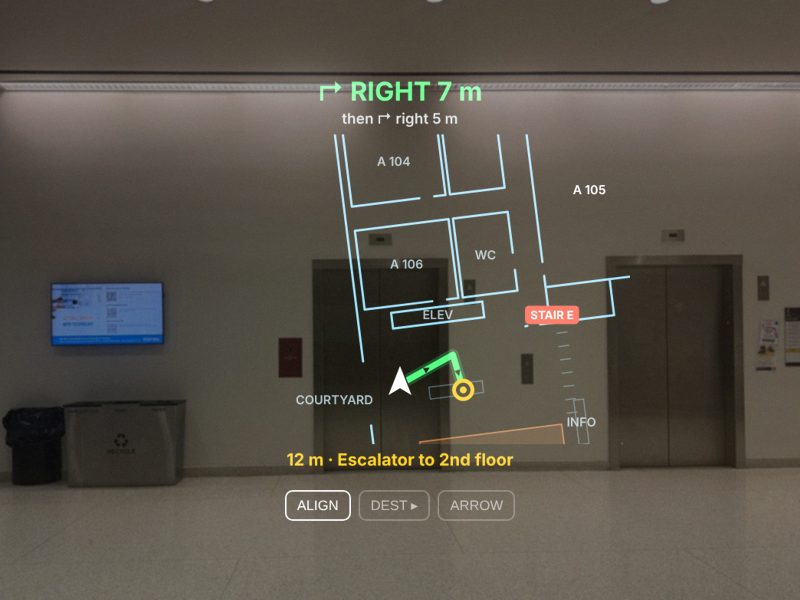 RIGHT 7 m
then right 5 m
A 104
A 105
A 106
WC
ELEV
STAIR E
COURTYARD
INFO
12 m · Escalator to 2nd floor
ALIGN
DEST ▸
ARROW
RECYCLE